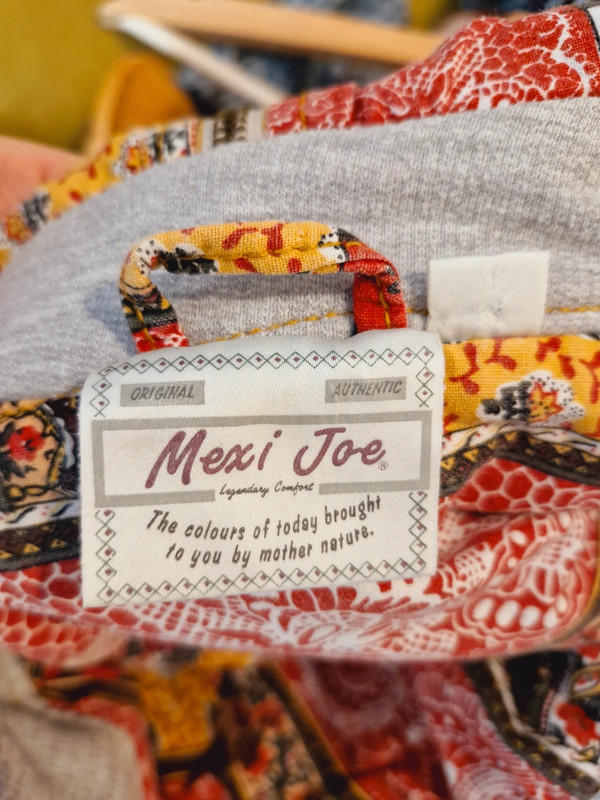 ORIGINAL AUTHENTIC
Mexi Joe®
Legendary Comfort
The colours of today brought
to you by mother nature.